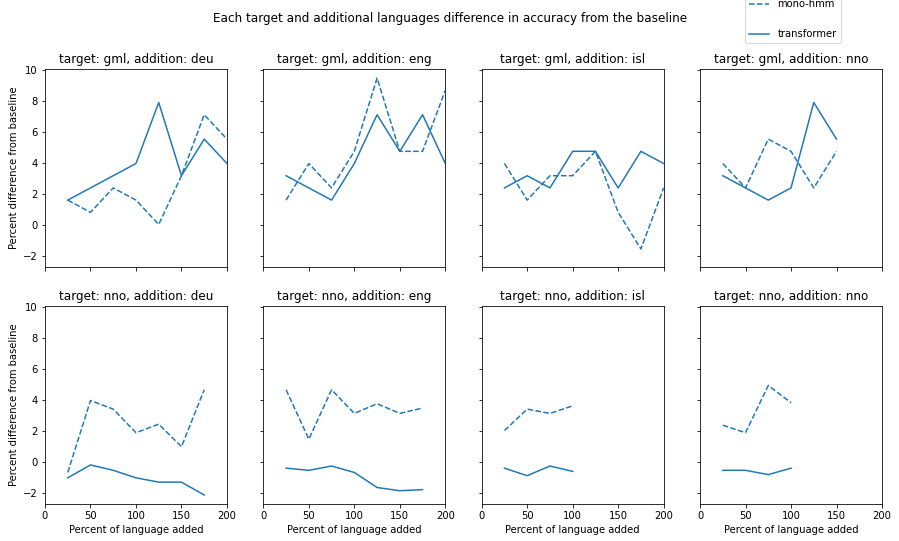 Each target and additional languages difference in accuracy from the baseline
mono-hmm
transformer
target: gml, addition: deu
target: gml, addition: eng
target: gml, addition: isl
target: gml, addition: nno
Percent difference from baseline
10
8
6
4
2
0
−2
target: nno, addition: deu
target: nno, addition: eng
target: nno, addition: isl
target: nno, addition: nno
Percent difference from baseline
10
8
6
4
2
0
−2
0 50 100 150 200
0 50 100 150 200
0 50 100 150 200
0 50 100 150 200
Percent of language added
Percent of language added
Percent of language added
Percent of language added